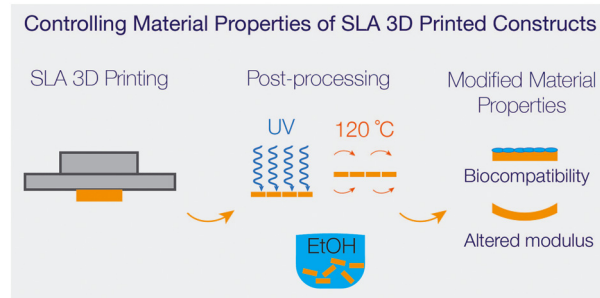 Controlling Material Properties of SLA 3D Printed Constructs
SLA 3D Printing
Post-processing
Modified Material
Properties
UV
120 °C
EtOH
Biocompatibility
Altered modulus